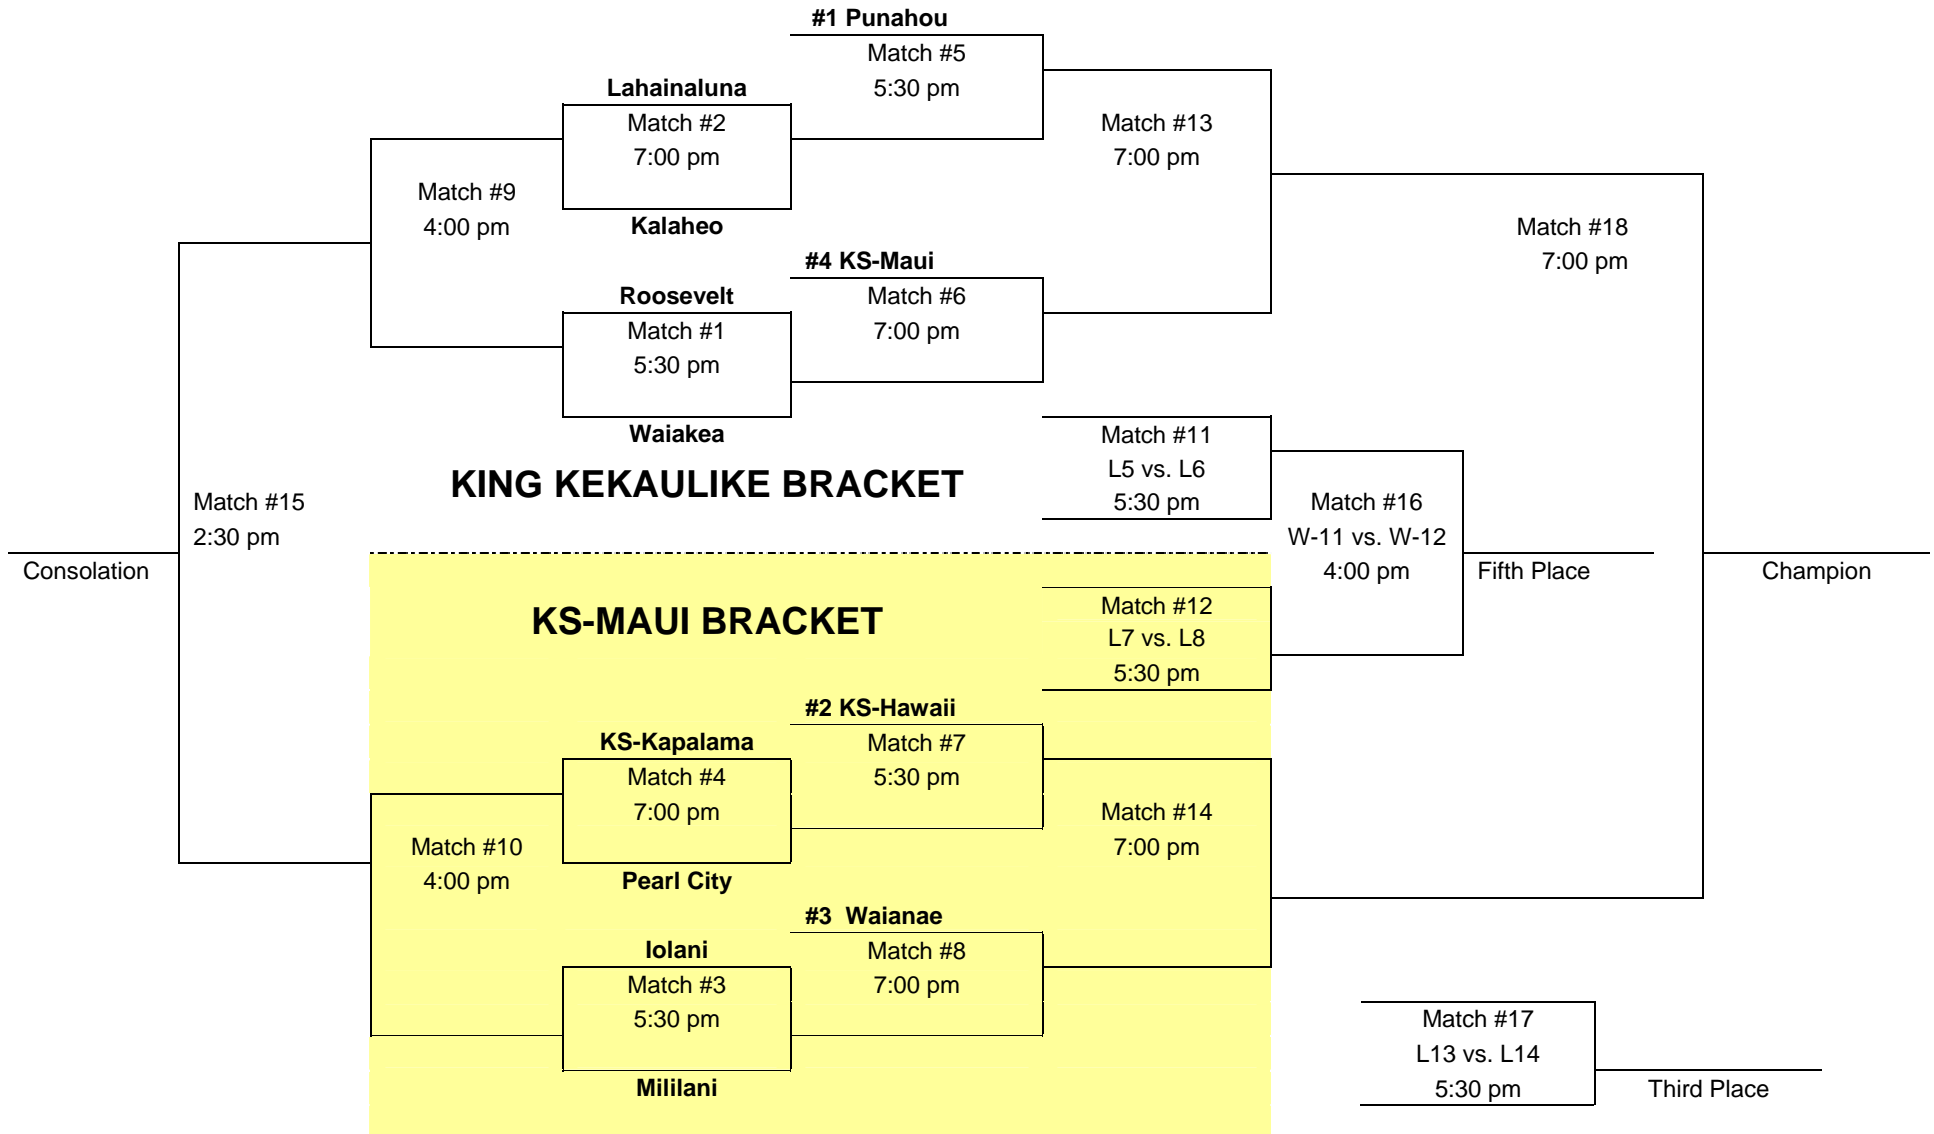 #1 Punahou
Match #5
5:30 pm
Lahainaluna
Match #2
7:00 pm
Kalaheo
Match #13
7:00 pm
Match #9
4:00 pm
Match #18
7:00 pm
#4 KS-Maui
Match #6
7:00 pm
Roosevelt
Match #1
5:30 pm
Waiakea
Match #11
L5 vs. L6
5:30 pm
KING KEKAULIKE BRACKET
Match #15
2:30 pm
Match #16
W-11 vs. W-12
4:00 pm
Consolation
Fifth Place
Champion
KS-MAUI BRACKET
Match #12
L7 vs. L8
5:30 pm
#2 KS-Hawaii
Match #7
5:30 pm
KS-Kapalama
Match #4
7:00 pm
Pearl City
Match #14
7:00 pm
Match #10
4:00 pm
#3  Waianae
Match #8
7:00 pm
Iolani
Match #3
5:30 pm
Mililani
Match #17
L13 vs. L14
5:30 pm
Third Place